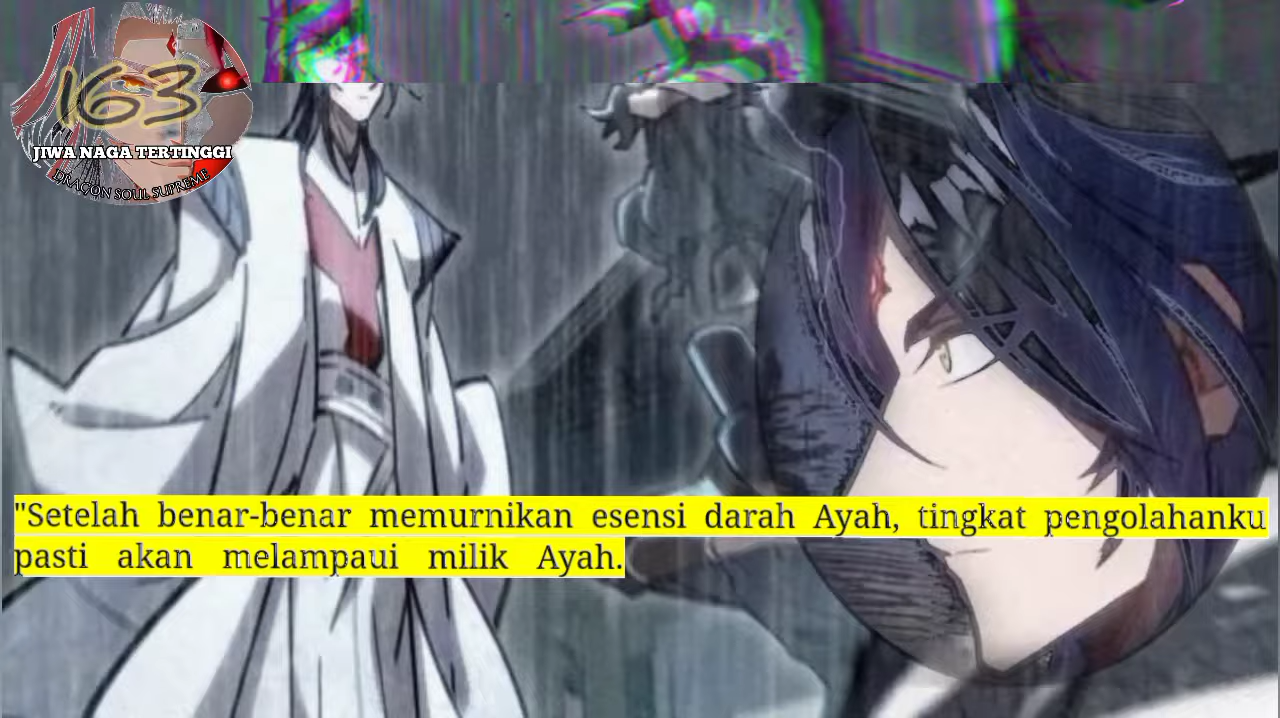 163
JIWA NAGA TERTINGGI
DRAGON SOUL SUPREME
"Setelah benar-benar memurnikan esensi darah Ayah, tingkat pengolahanku
pasti akan melampaui milik Ayah.